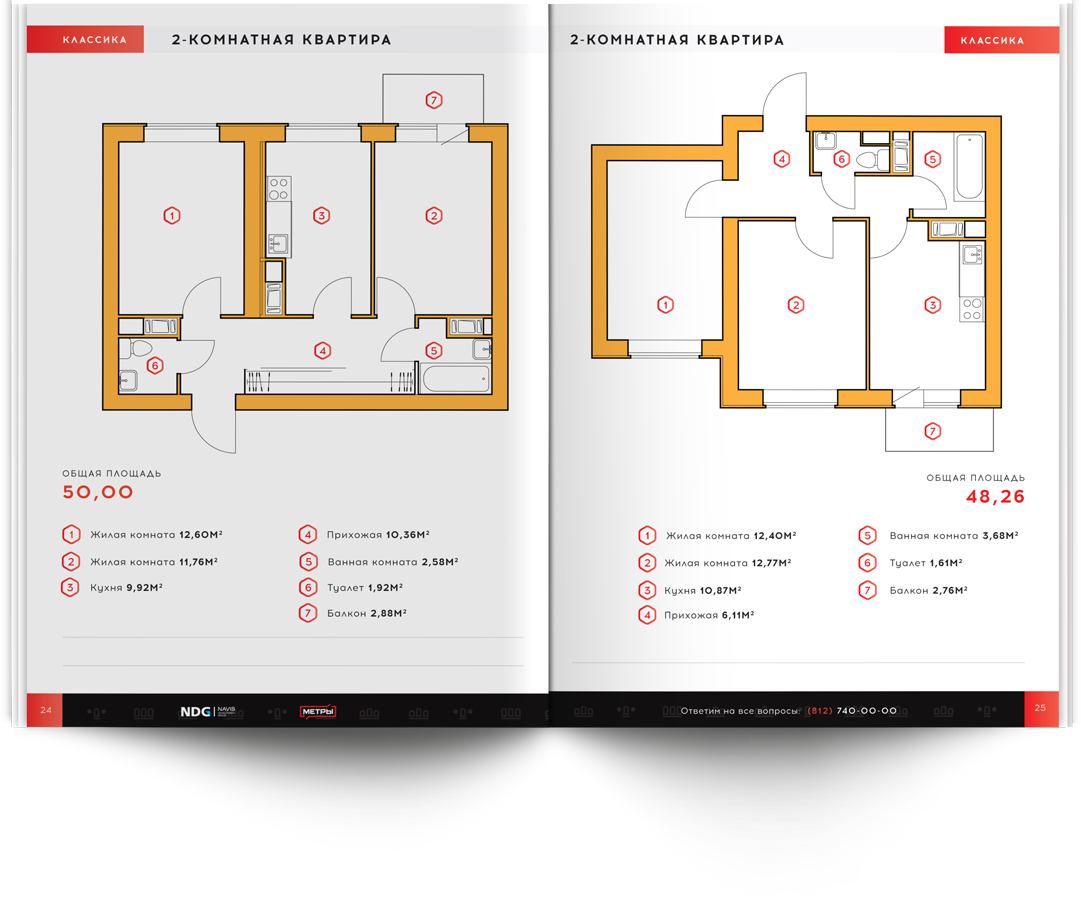 КЛАССИКА
2-КОМНАТНАЯ КВАРТИРА
7
1
3
2
4
5
6
ОБЩАЯ ПЛОЩАДЬ
50,00
1 Жилая комната 12,60М²
2 Жилая комната 11,76М²
3 Кухня 9,92М²
4 Прихожая 10,36М²
5 Ванная комната 2,58М²
6 Туалет 1,92М²
7 Балкон 2,88М²
24
NDG NAVIS
МЕТРЫ
2-КОМНАТНАЯ КВАРТИРА
КЛАССИКА
4
6
5
1
2
3
7
ОБЩАЯ ПЛОЩАДЬ
48,26
1 Жилая комната 12,40М²
2 Жилая комната 12,77М²
3 Кухня 10,87М²
4 Прихожая 6,11М²
5 Ванная комната 3,68М²
6 Туалет 1,61М²
7 Балкон 2,76М²
Ответим на все вопросы: (812) 740-00-00
25